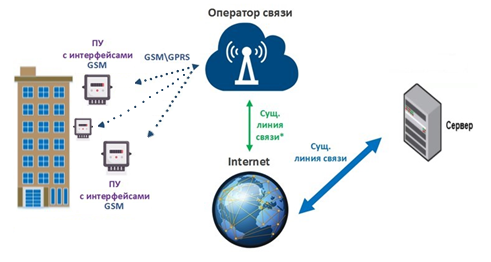 Оператор связи
ПУ
с интерфейсами
GSM
GSM\GPRS
Сущ.
линия
связи*
Сервер
Internet
Сущ.
линия связи
ПУ
с интерфейсами
GSM